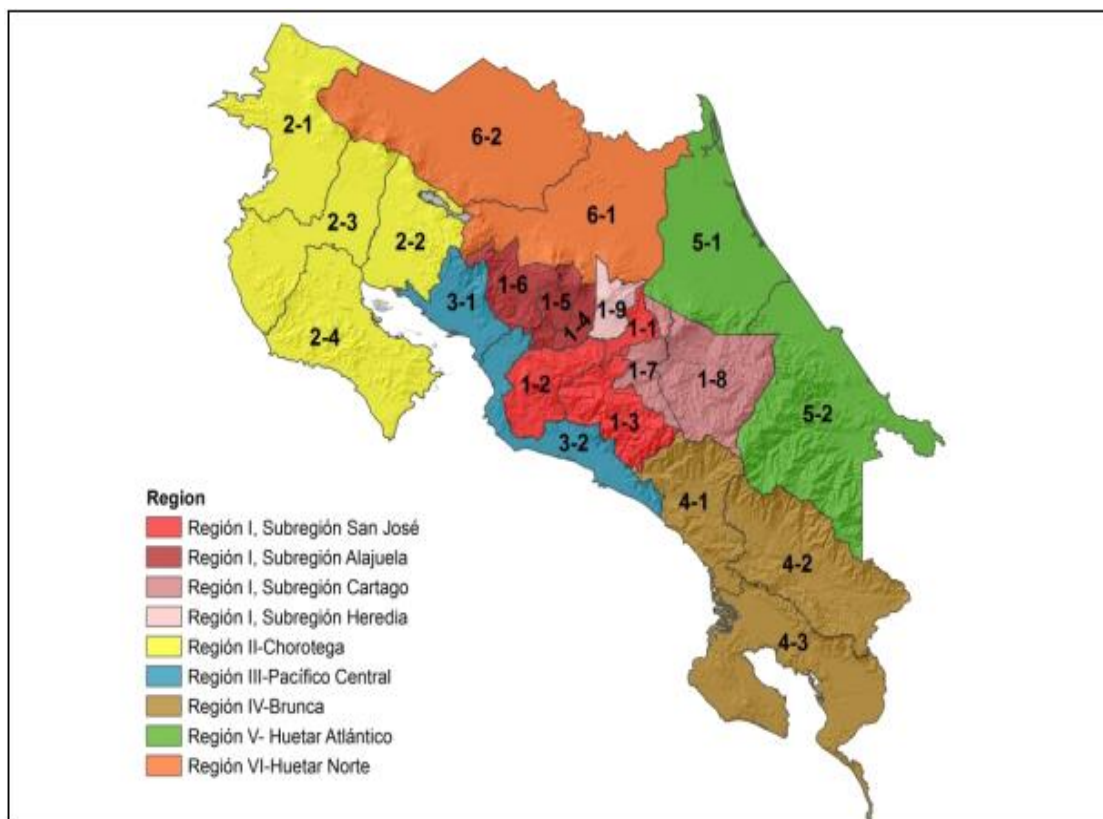 2-1
6-2
2-3
2-2
6-1
5-1
1-6
3-1
1-5
1-4
1-9
1-1
2-4
1-7
1-8
1-2
1-3
5-2
3-2
4-1
4-2
4-3
Region
Región I, Subregión San José
Región I, Subregión Alajuela
Región I, Subregión Cartago
Región I, Subregión Heredia
Región II-Chorotega
Región III-Pacífico Central
Región IV-Brunca
Región V- Huetar Atlántico
Región VI-Huetar Norte